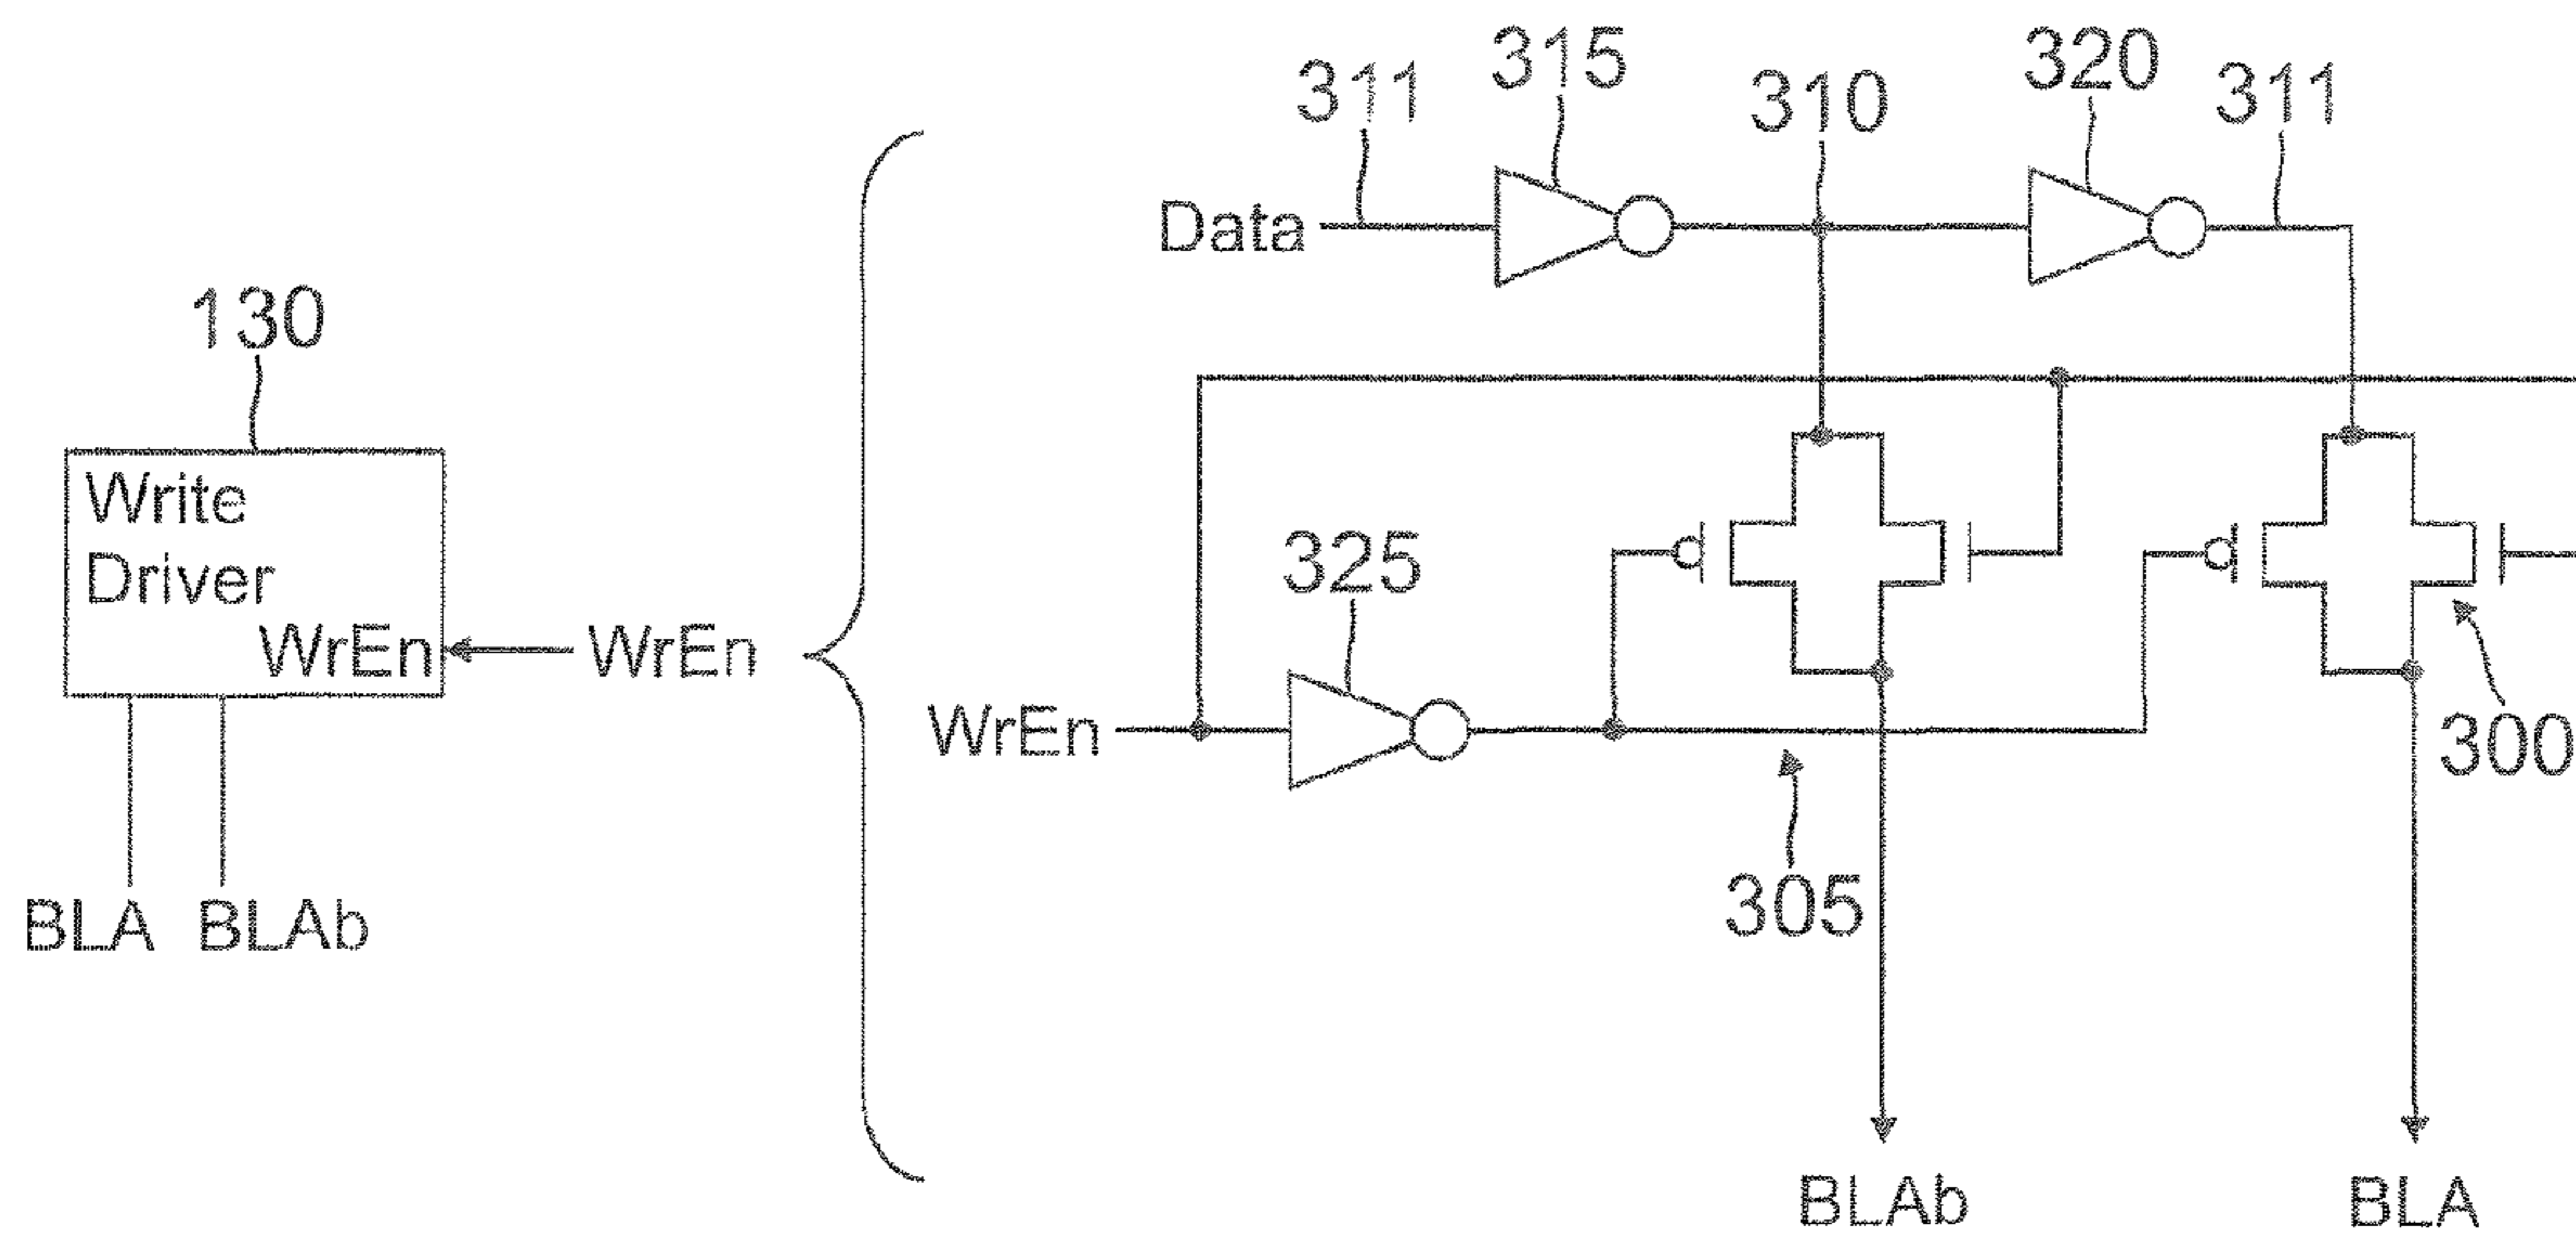 311
315
310
320
311
Data
130
Write
Driver
WrEn
WrEn
325
WrEn
300
305
BLA
BLAb
BLAb
BLA